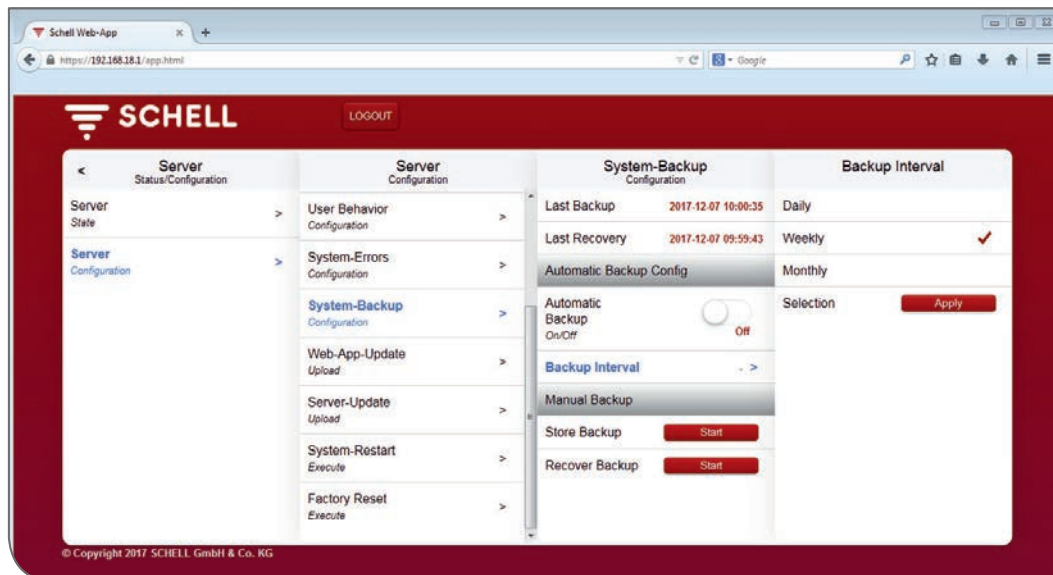 Schell Web-App
https://192.168.18.1/app.html
Google
SCHELL
LOGOUT
Server
Status/Configuration
Server
State
Server
Configuration
Server
Configuration
User Behavior
Configuration
System-Errors
Configuration
System-Backup
Configuration
Web-App-Update
Upload
Server-Update
Upload
System-Restart
Execute
Factory Reset
Execute
System-Backup
Configuration
Last Backup 2017-12-07 10:00:35
Last Recovery 2017-12-07 09:59:43
Automatic Backup Config
Automatic
Backup
On/Off
Off
Backup Interval - >
Manual Backup
Store Backup Start
Recover Backup Start
Backup Interval
Daily
Weekly
Monthly
Selection Apply
© Copyright 2017 SCHELL GmbH & Co. KG